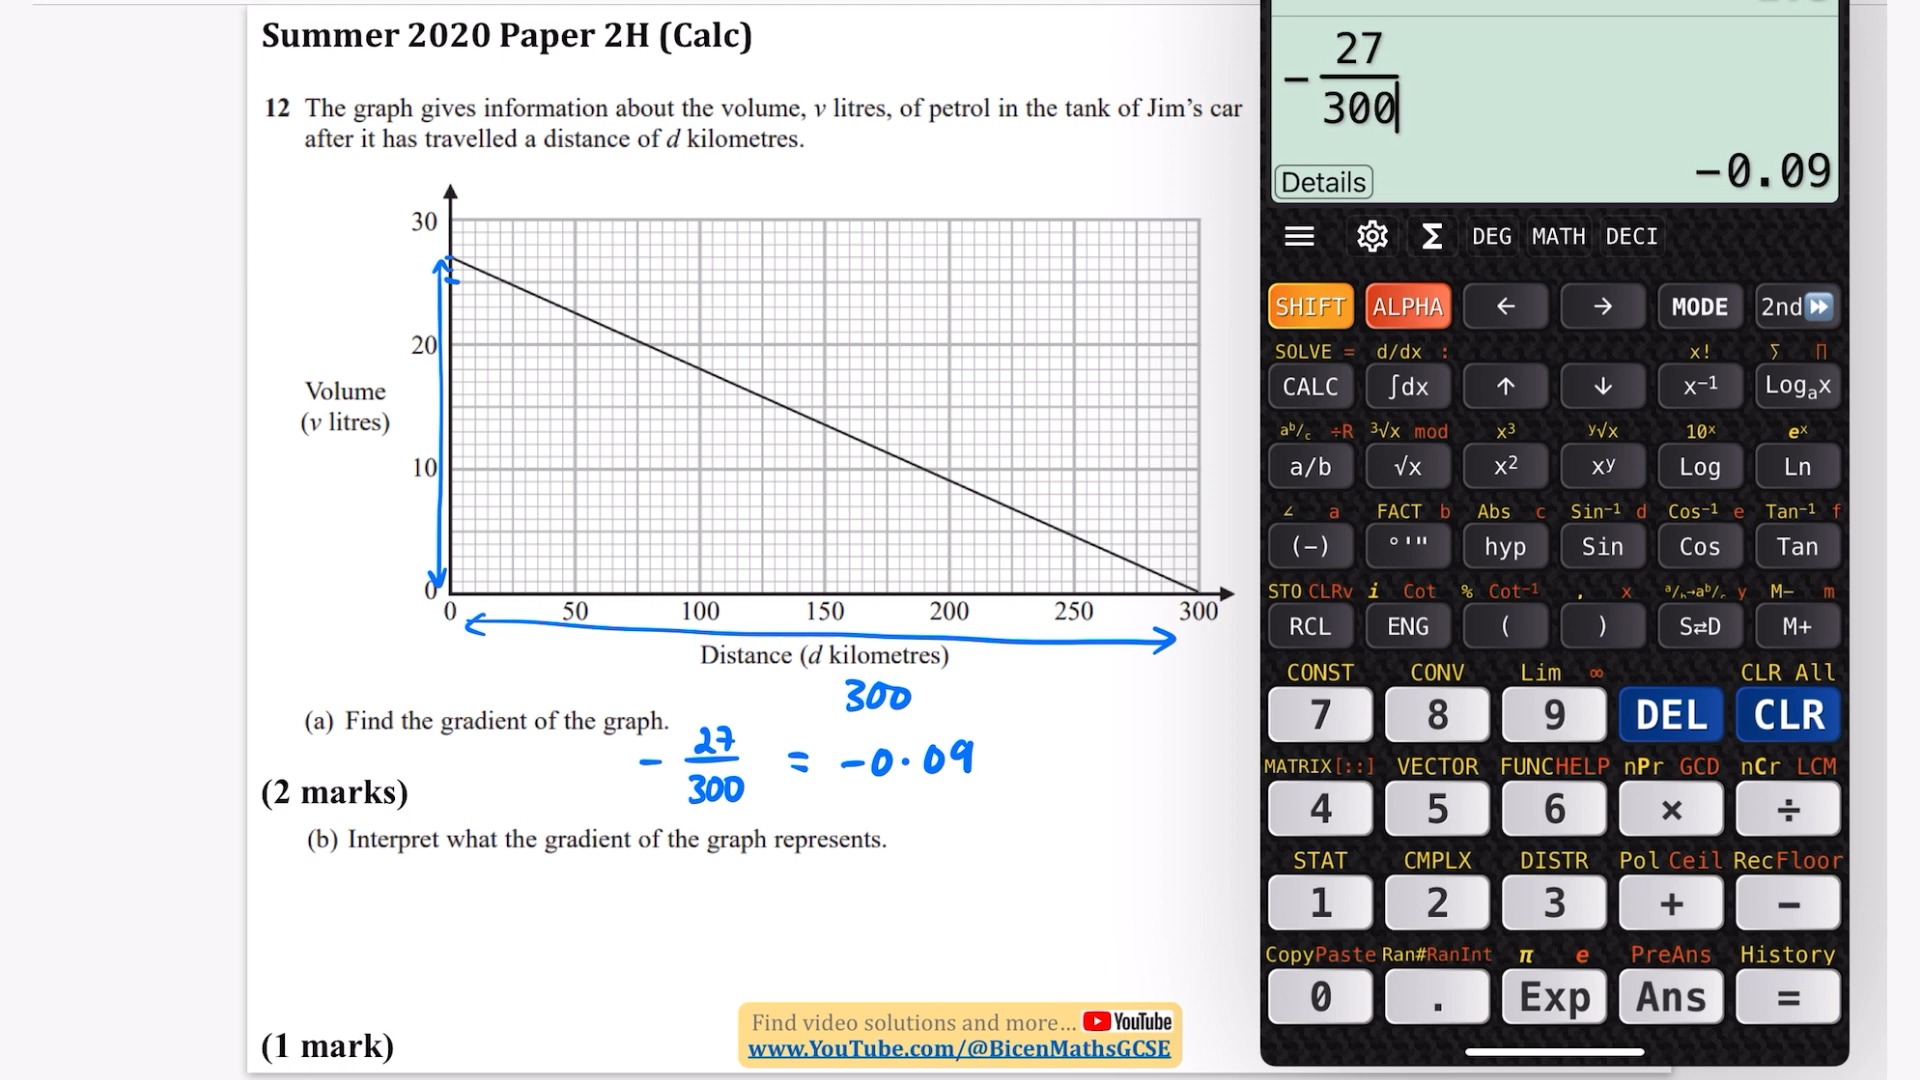 Summer 2020 Paper 2H (Calc)
12 The graph gives information about the volume, v litres, of petrol in the tank of Jim's car
after it has travelled a distance of d kilometres.
30
20
10
0
Volume
(v litres)
0 50 100 150 200 250 300
Distance (d kilometres)
300
(a) Find the gradient of the graph.
- 27/300 = -0.09
(2 marks)
(b) Interpret what the gradient of the graph represents.
(1 mark)
Find video solutions and more... YouTube
www.YouTube.com/@BicenMathsGCSE
27
−
300
Details
−0.09
DEG MATH DECI
SHIFT ALPHA ← → MODE 2nd
SOLVE = d/dx : x! ∑ ∏
CALC ∫dx ↑ ↓ x⁻¹ Logₐx
aᵇ/c ÷R ³√x mod x³ ʸ√x 10ˣ eˣ
a/b √x x² xʸ Log Ln
∠ a FACT b Abs c Sin⁻¹ d Cos⁻¹ e Tan⁻¹ f
(−) °'" hyp Sin Cos Tan
STO CLRv i Cot % Cot⁻¹ , x y M− m
RCL ENG ( ) S⇄D M+
CONST CONV Lim ∞ CLR All
7 8 9 DEL CLR
MATRIX [::] VECTOR FUNC HELP nPr GCD nCr LCM
4 5 6 × ÷
STAT CMPLX DISTR Pol Ceil Rec Floor
1 2 3 + −
Copy Paste Ran# RanInt π e PreAns History
0 . Exp Ans =